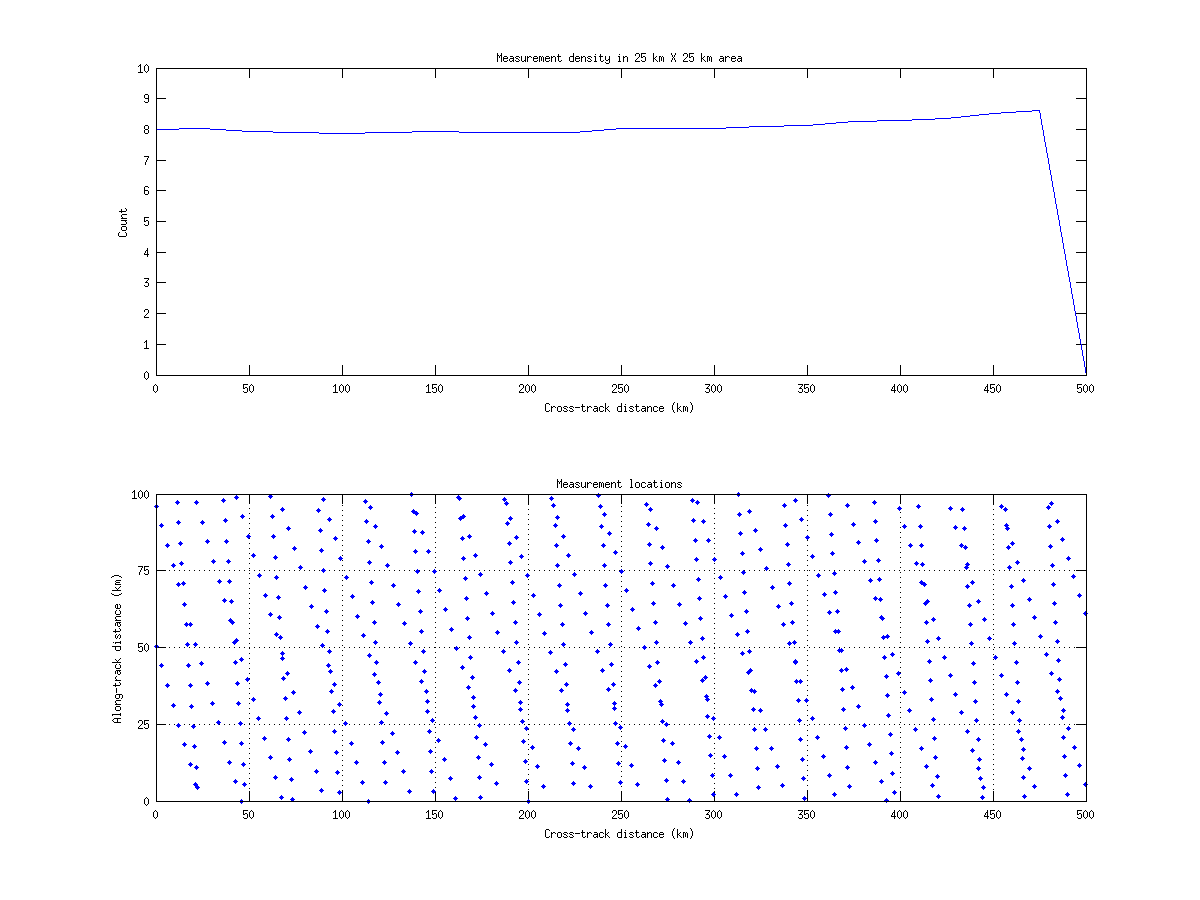 Measurement density in 25 km X 25 km area
10
9
8
7
6
5
4
3
2
1
0
Count
0 50 100 150 200 250 300 350 400 450 500
Cross-track distance (km)
Measurement locations
100
75
50
25
0
Along-track distance (km)
0 50 100 150 200 250 300 350 400 450 500
Cross-track distance (km)